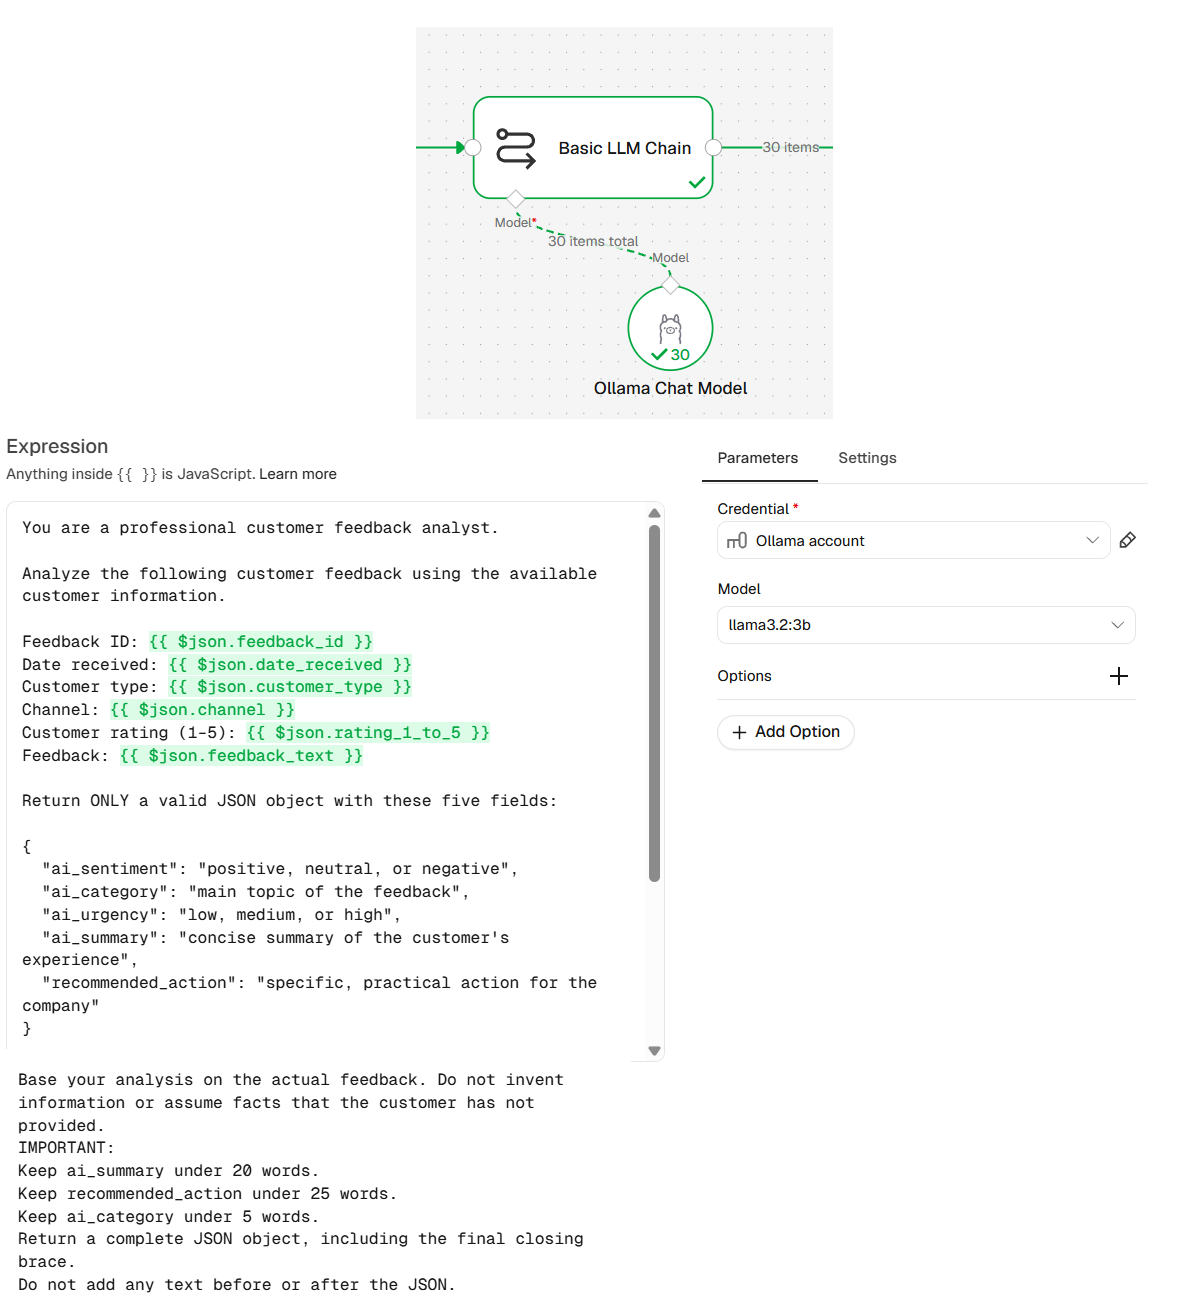 Basic LLM Chain
30 items
Model*
30 items total
Model
30
Ollama Chat Model
Expression
Anything inside {{ }} is JavaScript. Learn more
You are a professional customer feedback analyst.
Analyze the following customer feedback using the available
customer information.
Feedback ID: {{ $json.feedback_id }}
Date received: {{ $json.date_received }}
Customer type: {{ $json.customer_type }}
Channel: {{ $json.channel }}
Customer rating (1-5): {{ $json.rating_1_to_5 }}
Feedback: {{ $json.feedback_text }}
Return ONLY a valid JSON object with these five fields:
{
  "ai_sentiment": "positive, neutral, or negative",
  "ai_category": "main topic of the feedback",
  "ai_urgency": "low, medium, or high",
  "ai_summary": "concise summary of the customer's
experience",
  "recommended_action": "specific, practical action for the
company"
}
Base your analysis on the actual feedback. Do not invent
information or assume facts that the customer has not
provided.
IMPORTANT:
Keep ai_summary under 20 words.
Keep recommended_action under 25 words.
Keep ai_category under 5 words.
Return a complete JSON object, including the final closing
brace.
Do not add any text before or after the JSON.
Parameters
Settings
Credential *
Ollama account
Model
llama3.2:3b
Options
Add Option